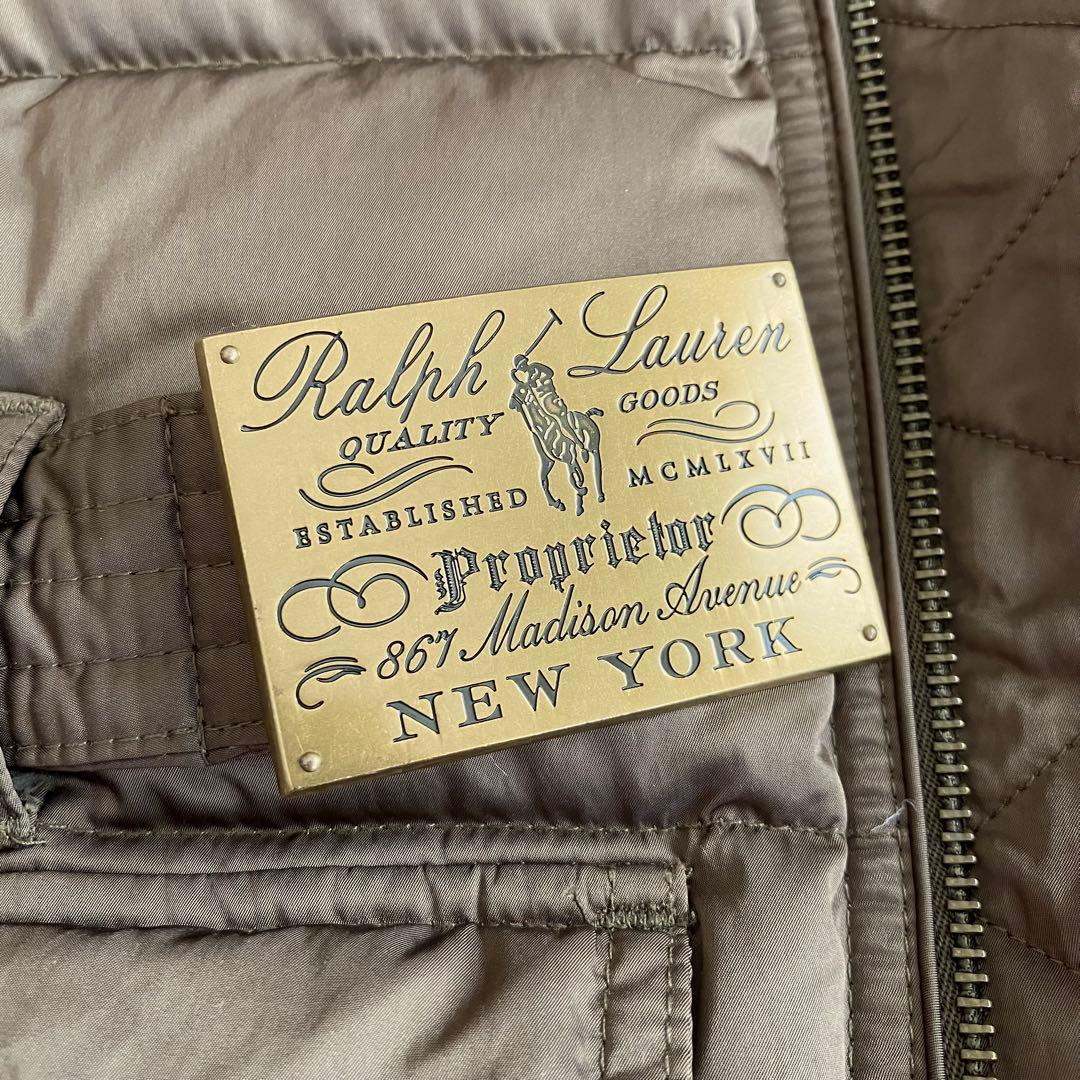 Ralph Lauren
QUALITY GOODS
ESTABLISHED MCMLXVII
Proprietor
867 Madison Avenue
NEW YORK